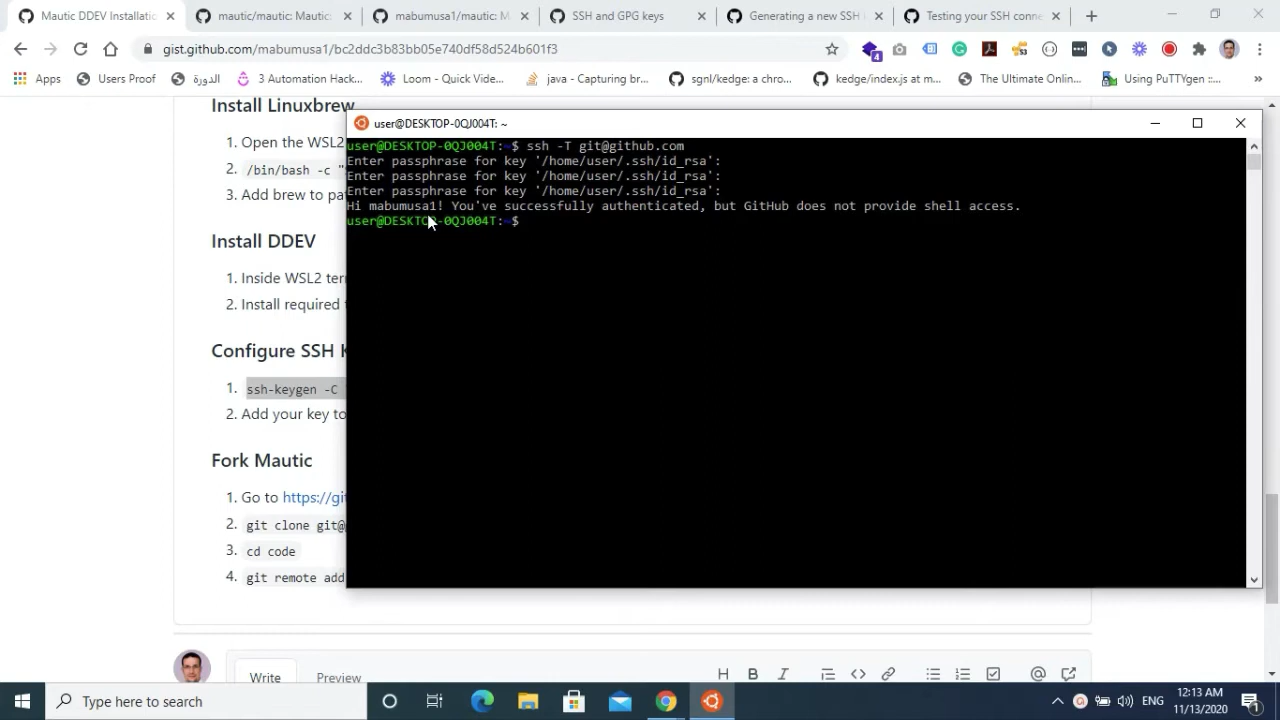 Mautic DDEV Installatio
mautic/mautic: Mautic:
mabumusa1/mautic: M
SSH and GPG keys
Generating a new SSH
Testing your SSH conne
gist.github.com/mabumusa1/bc2ddc3b83bb05e740df58d524b601f3
4
Apps
Users Proof
الدورة
3 Automation Hack...
Loom - Quick Vide...
java - Capturing br...
sgnl/kedge: a chro...
kedge/index.js at m...
The Ultimate Onlin...
Using PuTTYgen ::...
»
Install Linuxbrew
1. Open the WSL2
2. /bin/bash -c "
3. Add brew to pa
Install DDEV
1. Inside WSL2 ter
2. Install required
Configure SSH K
1. ssh-keygen -C
2. Add your key to
Fork Mautic
1. Go to https://gi
2. git clone git@
3. cd code
4. git remote add
user@DESKTOP-0QJ004T: ~
user@DESKTOP-0QJ004T:~$ ssh -T git@github.com
Enter passphrase for key '/home/user/.ssh/id_rsa':
Enter passphrase for key '/home/user/.ssh/id_rsa':
Enter passphrase for key '/home/user/.ssh/id_rsa':
Hi mabumusa1! You've successfully authenticated, but GitHub does not provide shell access.
user@DESKTOP-0QJ004T:~$
Write
Preview
Type here to search
ENG
12:13 AM
11/13/2020
1